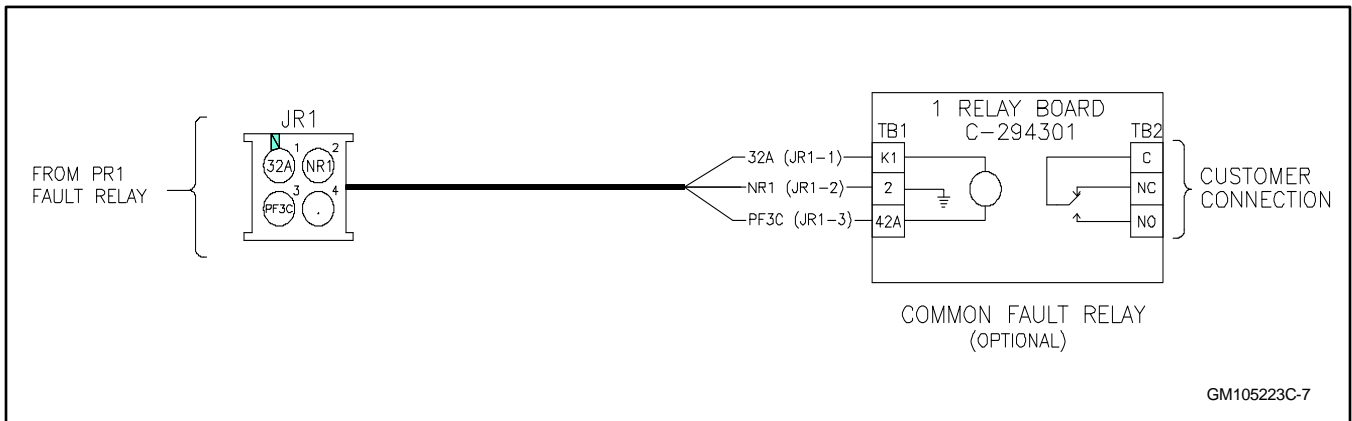 FROM PR1
FAULT RELAY
JR1
1
2
32A
NR1
3
4
PF3C
.
32A (JR1-1)
NR1 (JR1-2)
PF3C (JR1-3)
1 RELAY BOARD
C-294301
TB1
TB2
K1
2
42A
C
NC
NO
CUSTOMER
CONNECTION
COMMON FAULT RELAY
(OPTIONAL)
GM105223C-7